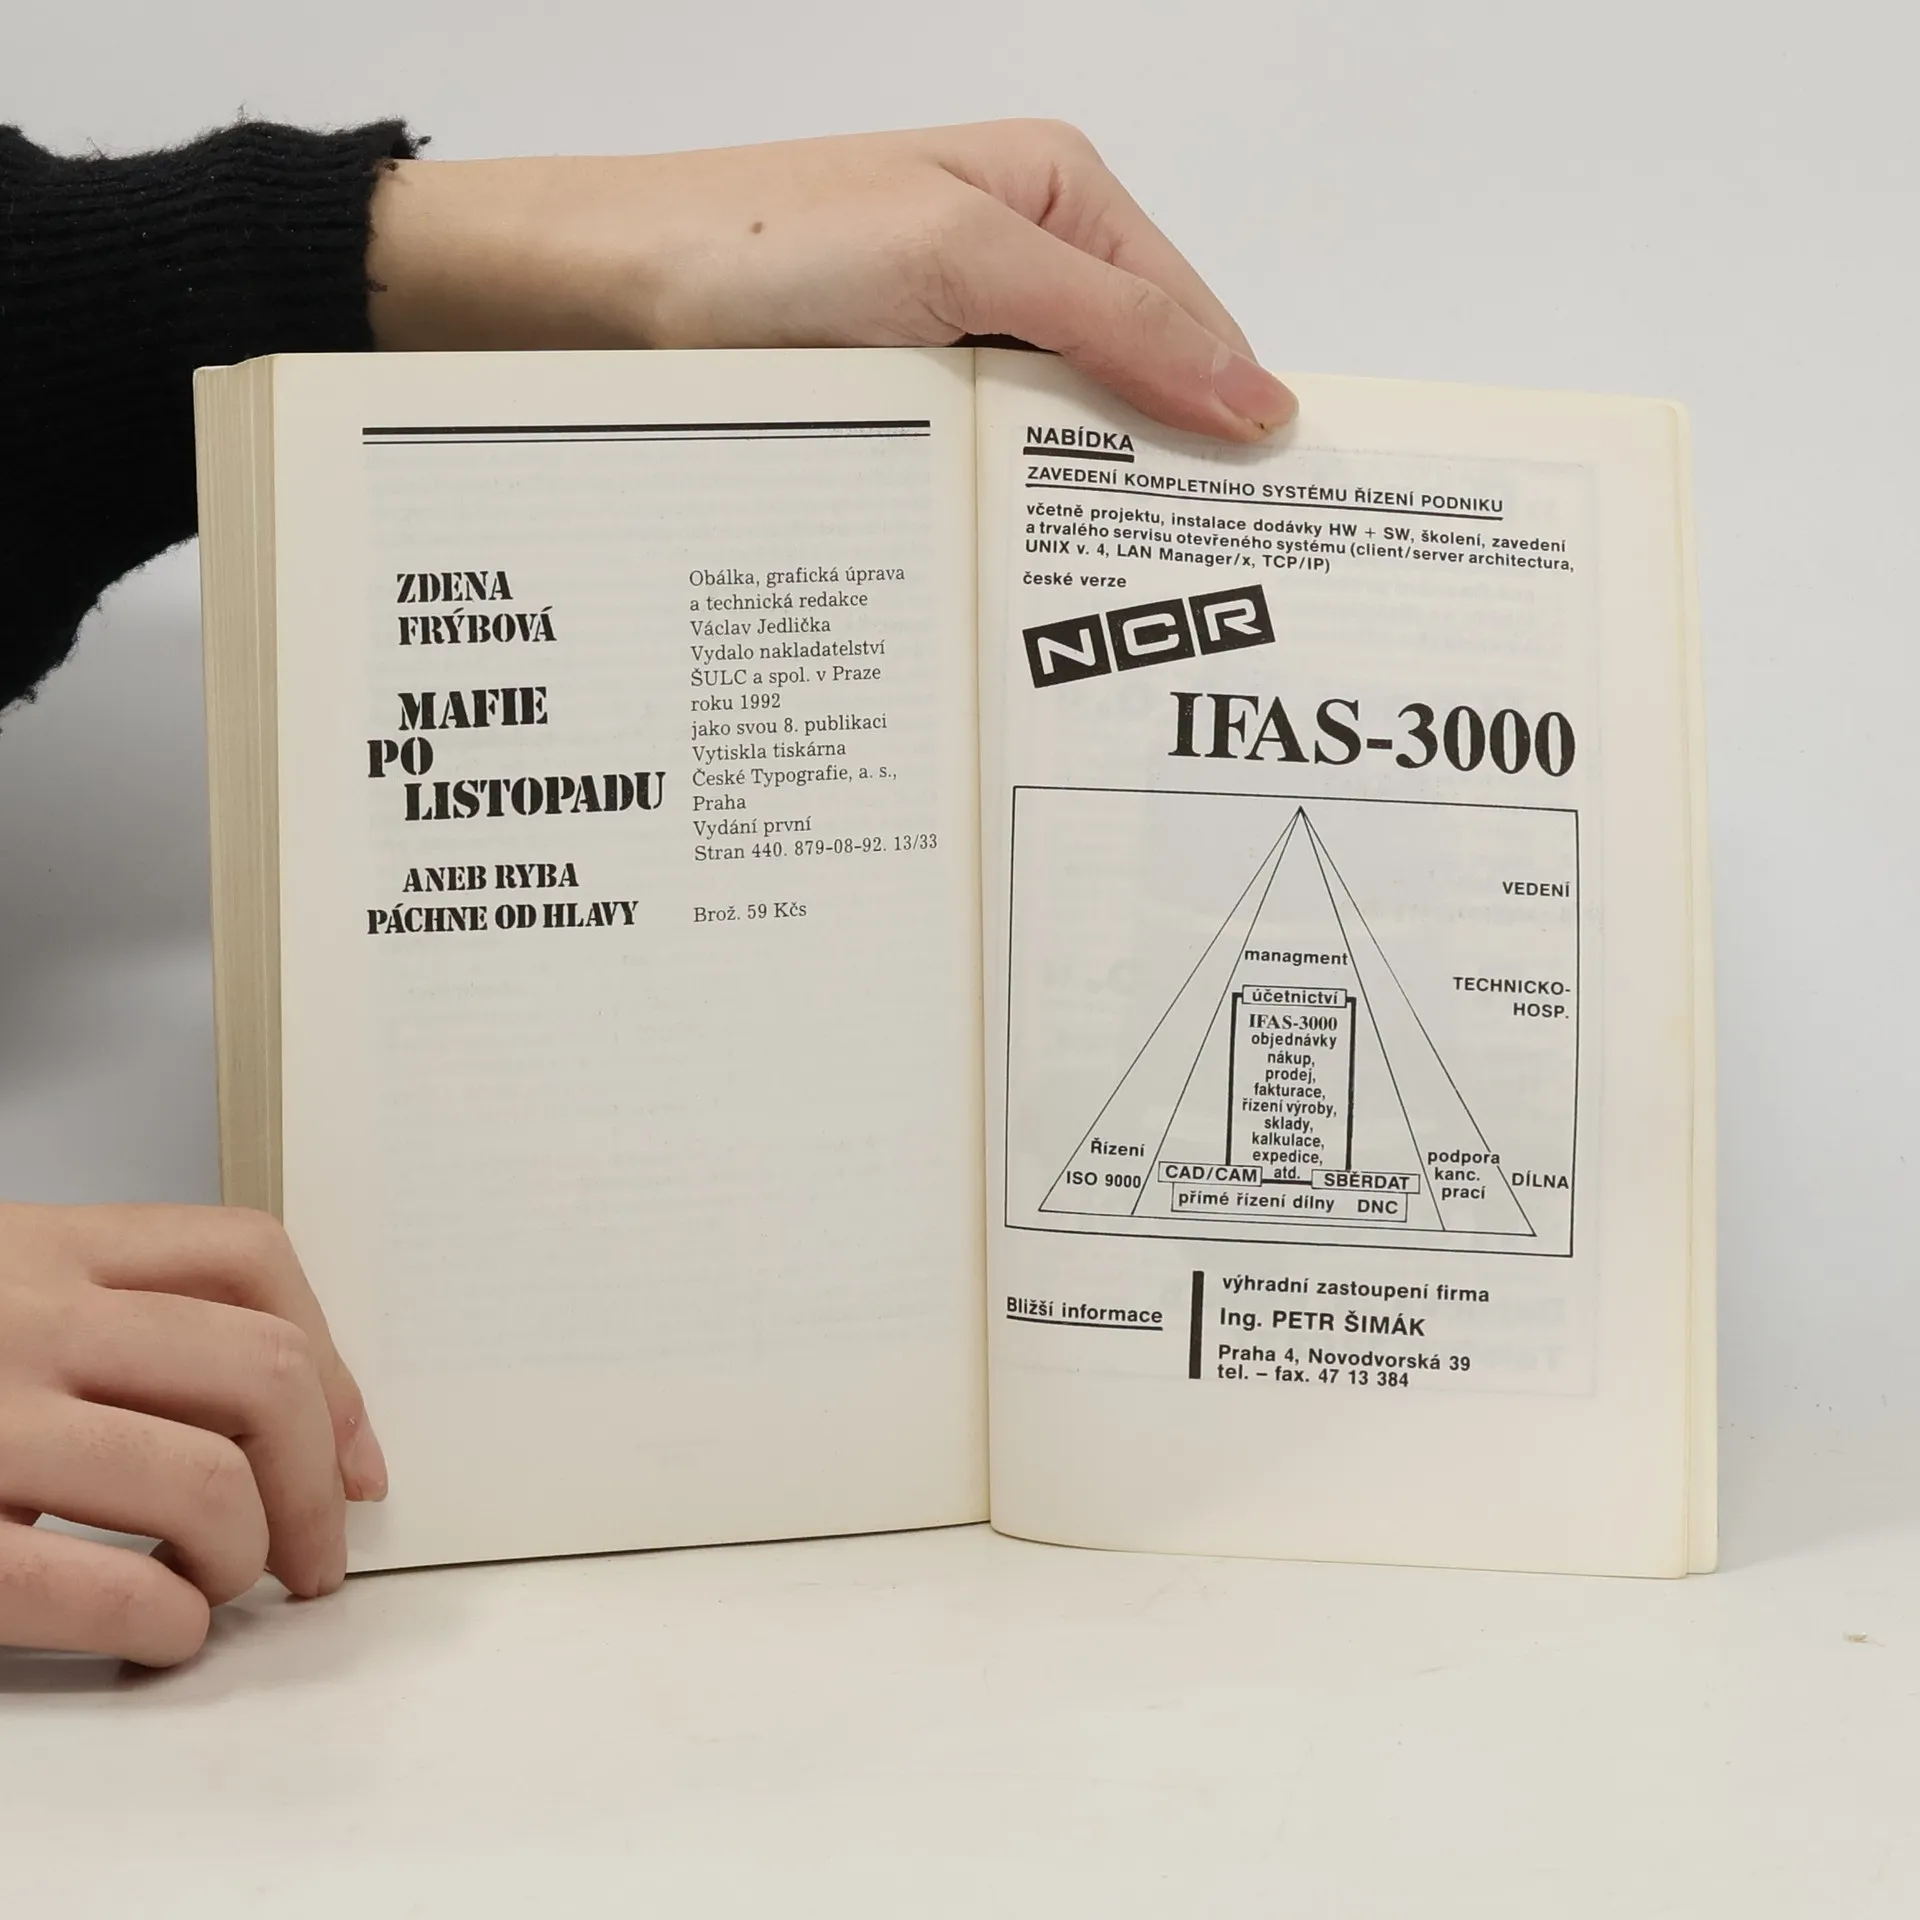 ZDENA
FRÝBOVÁ
MAFIE
PO
LISTOPADU
ANEB RYBA
PÁCHNE OD HLAVY
Obálka, grafická úprava
a technická redakce
Václav Jedlička
Vydalo nakladatelství
ŠULC a spol. v Praze
roku 1992
jako svou 8. publikaci
Vytiskla tiskárna
České Typografie, a. s.,
Praha
Vydání první
Stran 440. 879-08-92. 13/33
Brož. 59 Kčs
NABÍDKA
ZAVEDENÍ KOMPLETNÍHO SYSTÉMU ŘÍZENÍ PODNIKU
včetně projektu, instalace dodávky HW + SW, školení, zavedení
a trvalého servisu otevřeného systému (client/server architectura,
UNIX v. 4, LAN Manager/x, TCP/IP)
české verze
NCR
IFAS-3000
VEDENÍ
managment
TECHNICKO-
HOSP.
účetnictví
IFAS-3000
objednávky
nákup,
prodej,
fakturace,
řízení výroby,
sklady,
kalkulace,
expedice,
atd.
Řízení
ISO 9000
CAD/CAM
SBĚRDAT
přímé řízení dílny DNC
podpora
kanc.
prací
DÍLNA
Bližší informace
výhradní zastoupení firma
Ing. PETR ŠIMÁK
Praha 4, Novodvorská 39
tel. – fax. 47 13 384